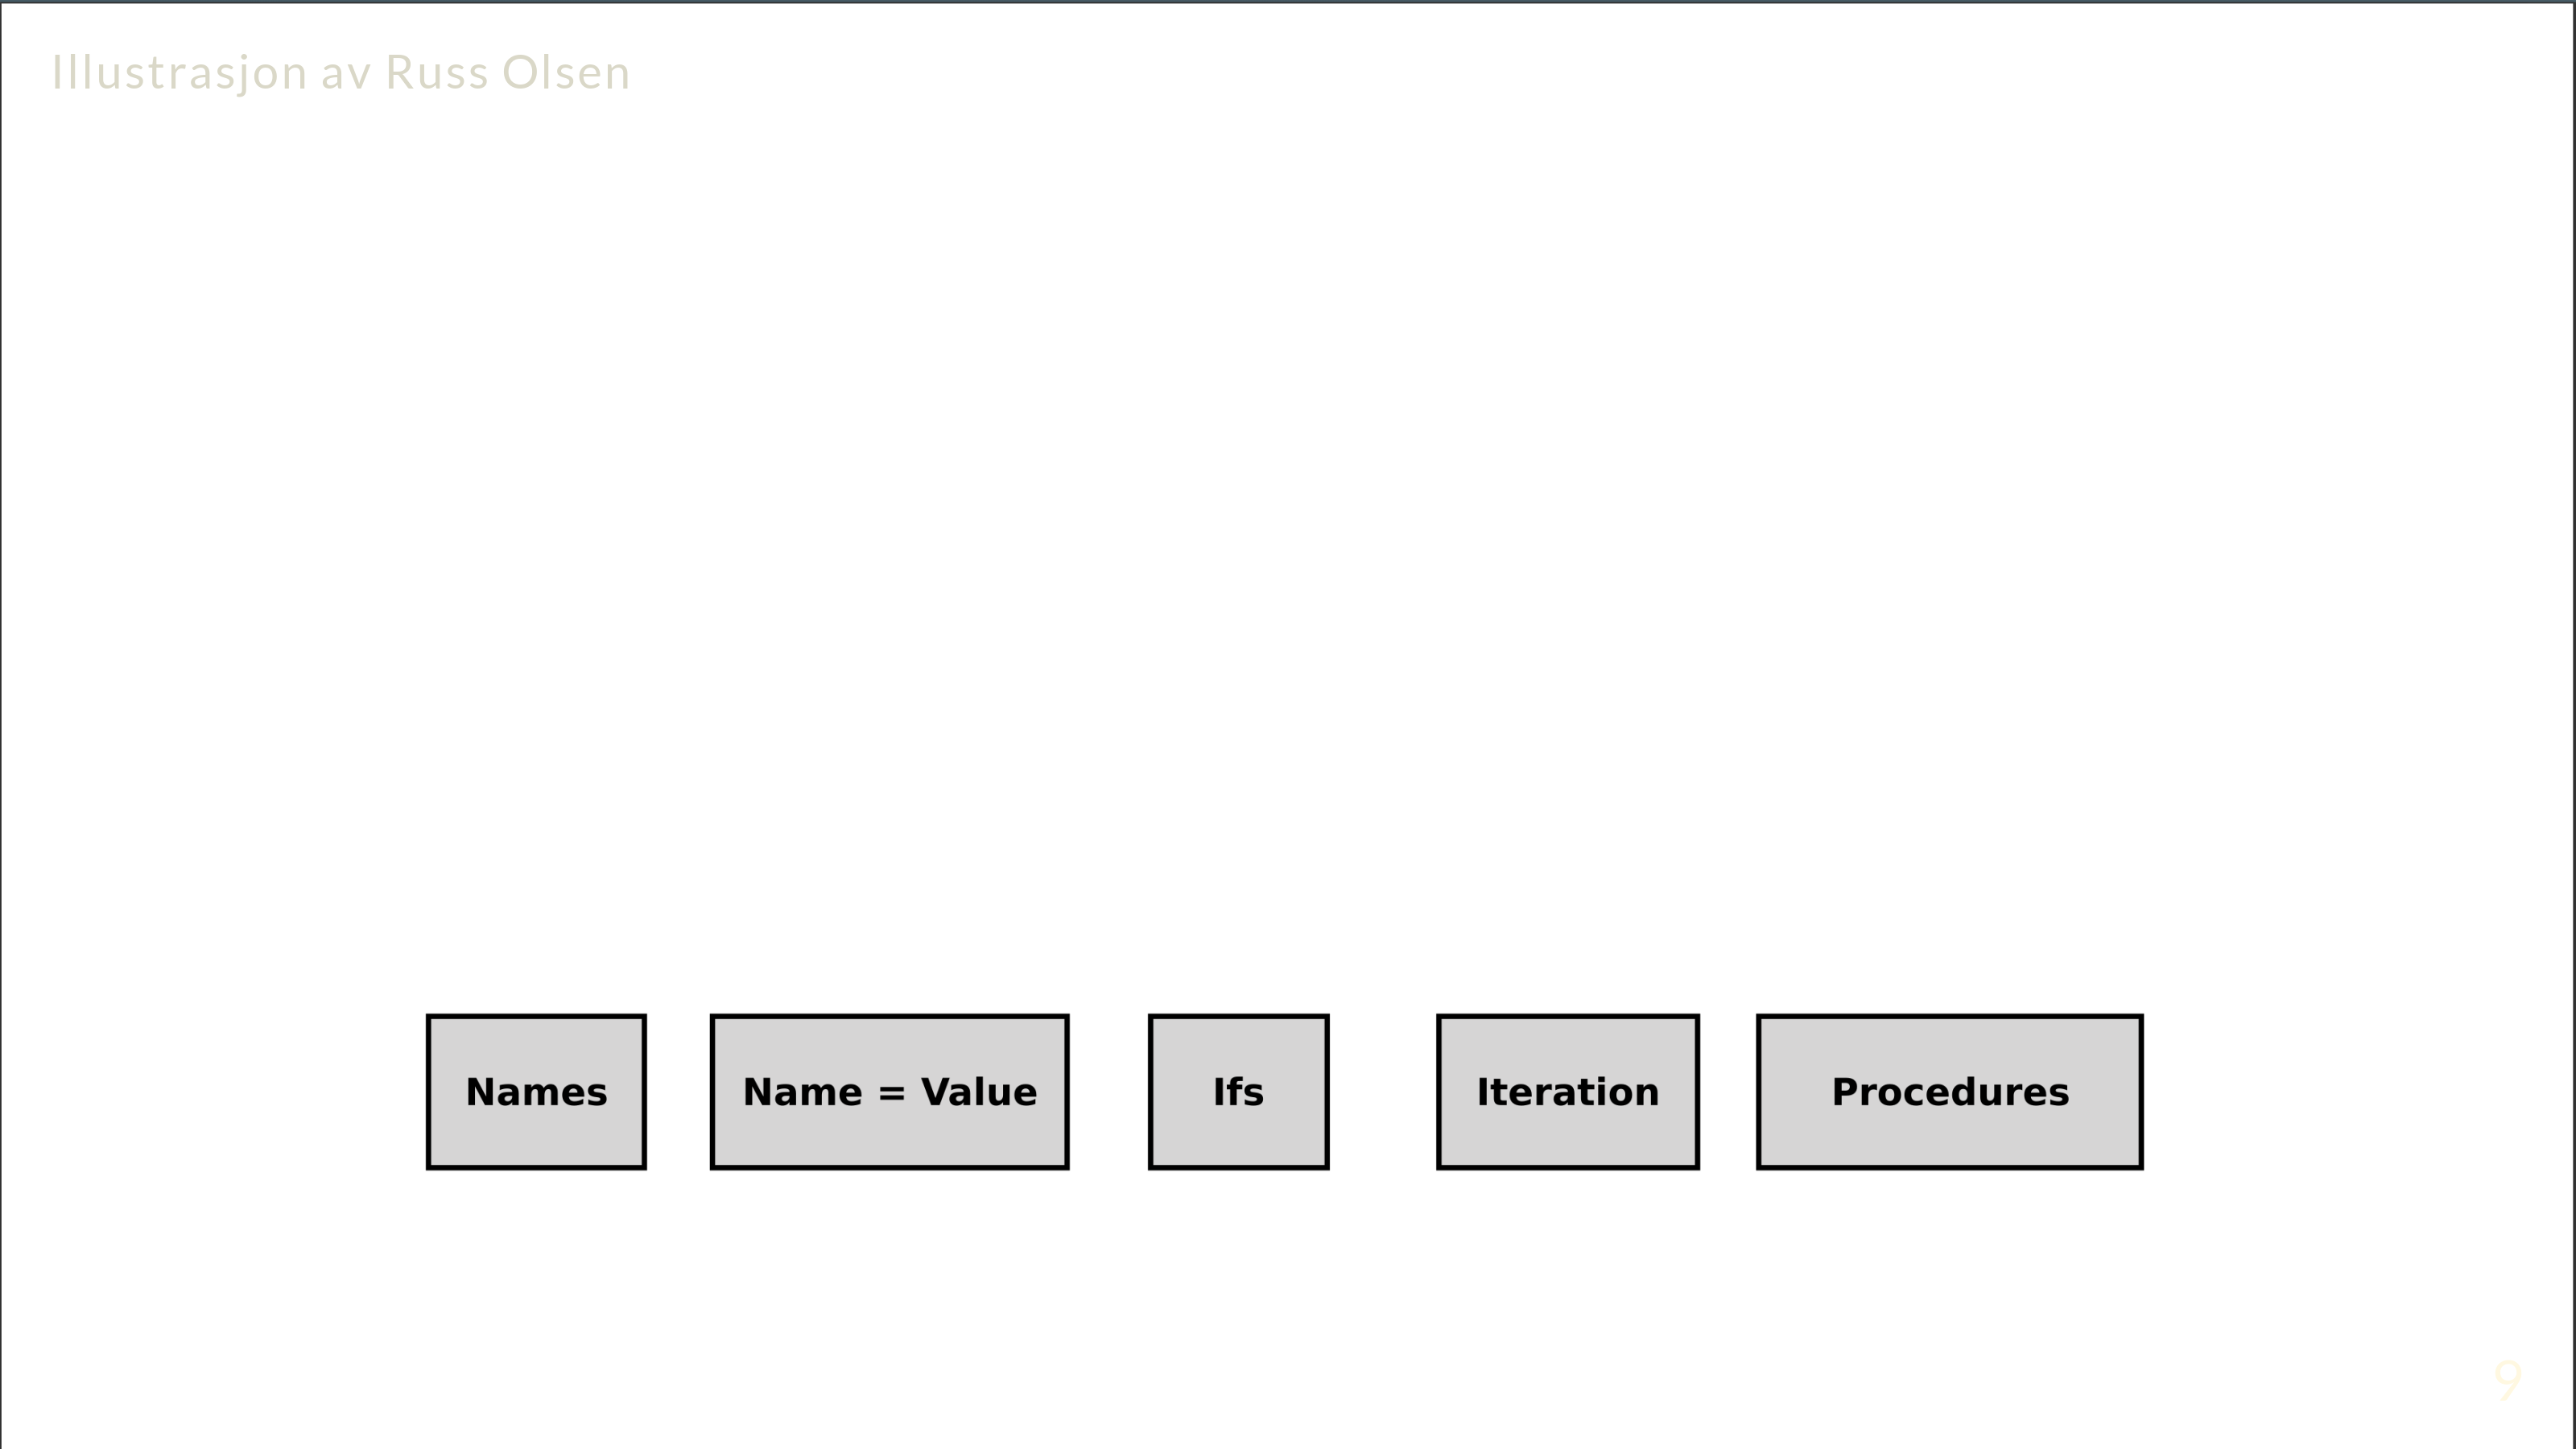 Illustrasjon av Russ Olsen
Names
Name = Value
Ifs
Iteration
Procedures
9